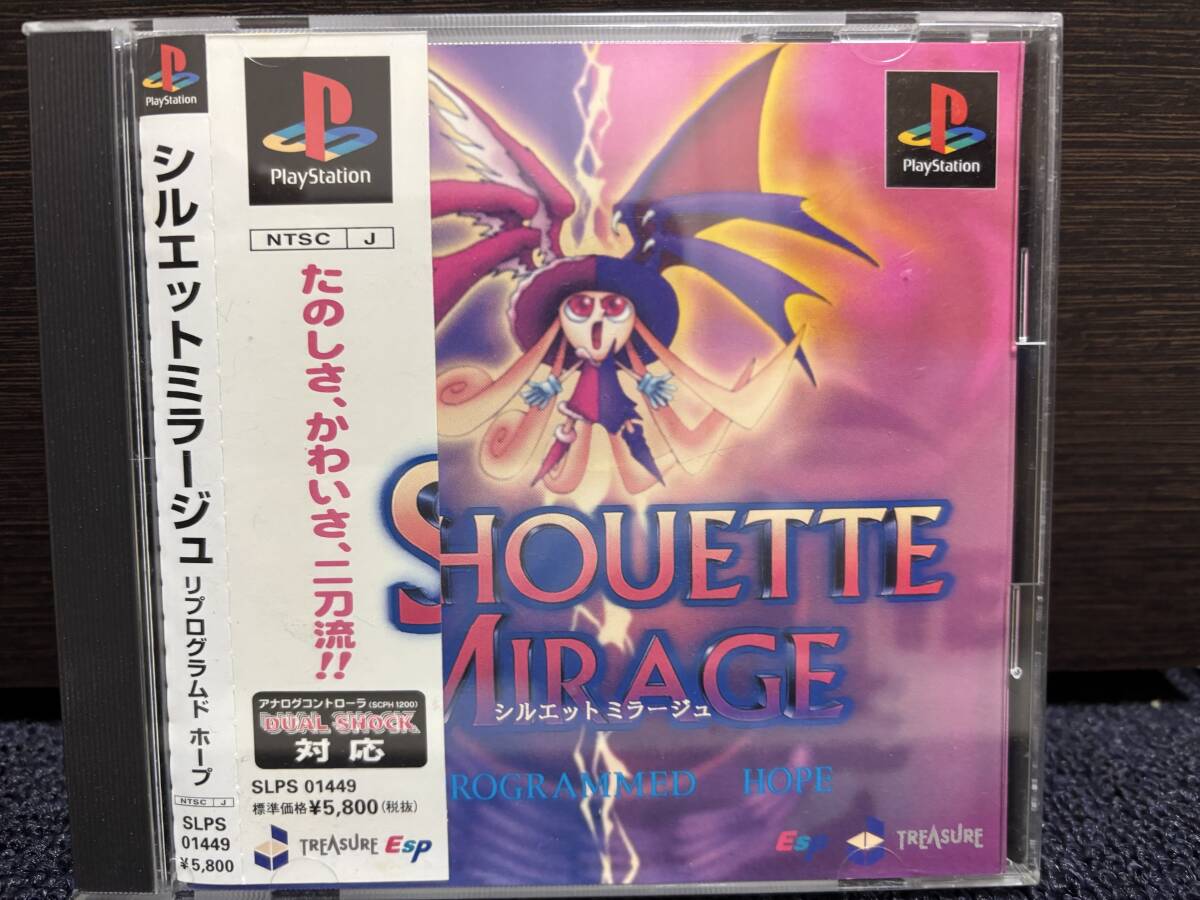 PlayStation
シルエットミラージュ
リプログラムド ホープ
NTSC J
SLPS
01449
¥5,800
PlayStation
NTSC J
たのしさ、かわいさ、二刀流!!
アナログコントローラ(SCPH 1200)
DUAL SHOCK
対応
SLPS 01449
標準価格¥5,800(税抜)
TREASURE Esp
PlayStation
SHOUETTE
MIRAGE
シルエットミラージュ
ROGRAMMED HOPE
Esp TREASURE